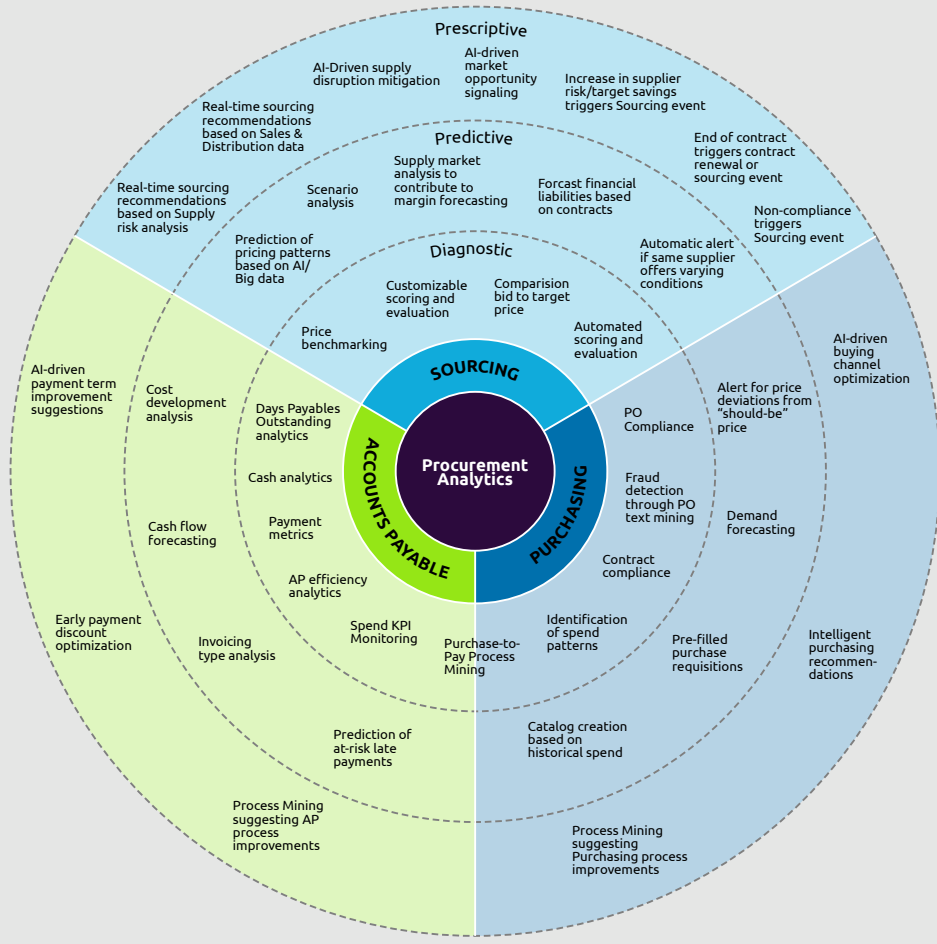 Prescriptive
AI-Driven supply
disruption mitigation
AI-driven
market
opportunity
signaling
Increase in supplier
risk/target savings
triggers Sourcing event
Real-time sourcing
recommendations
based on Sales &
Distribution data
End of contract
triggers contract
renewal or
sourcing event
Real-time sourcing
recommendations
based on Supply
risk analysis
Non-compliance
triggers
Sourcing event
Predictive
Scenario
analysis
Supply market
analysis to
contribute to
margin forecasting
Forcast financial
liabilities based
on contracts
Prediction of
pricing patterns
based on AI/
Big data
Automatic alert
if same supplier
offers varying
conditions
Diagnostic
Customizable
scoring and
evaluation
Comparision
bid to target
price
Price
benchmarking
Automated
scoring and
evaluation
SOURCING
Procurement
Analytics
ACCOUNTS PAYABLE
PURCHASING
AI-driven
payment term
improvement
suggestions
Cost
development
analysis
Days Payables
Outstanding
analytics
Cash analytics
Payment
metrics
Cash flow
forecasting
AP efficiency
analytics
Spend KPI
Monitoring
Early payment
discount
optimization
Invoicing
type analysis
Prediction of
at-risk late
payments
Process Mining
suggesting AP
process
improvements
Purchase-to-
Pay Process
Mining
PO
Compliance
Alert for price
deviations from
“should-be”
price
AI-driven
buying
channel
optimization
Fraud
detection
through PO
text mining
Demand
forecasting
Contract
compliance
Identification
of spend
patterns
Pre-filled
purchase
requisitions
Intelligent
purchasing
recommen-
dations
Catalog creation
based on
historical spend
Process Mining
suggesting
Purchasing process
improvements